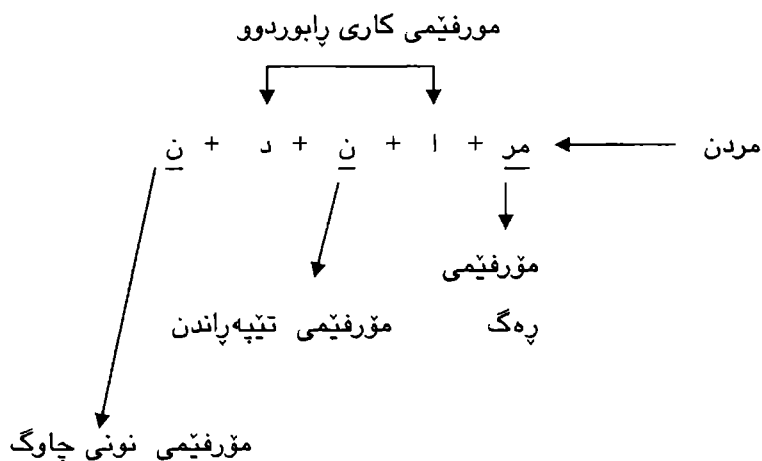 مورفێمی کاری ڕابوردوو
مردن
مر + ا + ن + د + ن
مۆرفێمی
ڕەگ
مۆرفێمی تێپەڕاندن
مۆرفێمی نونی چاوگ